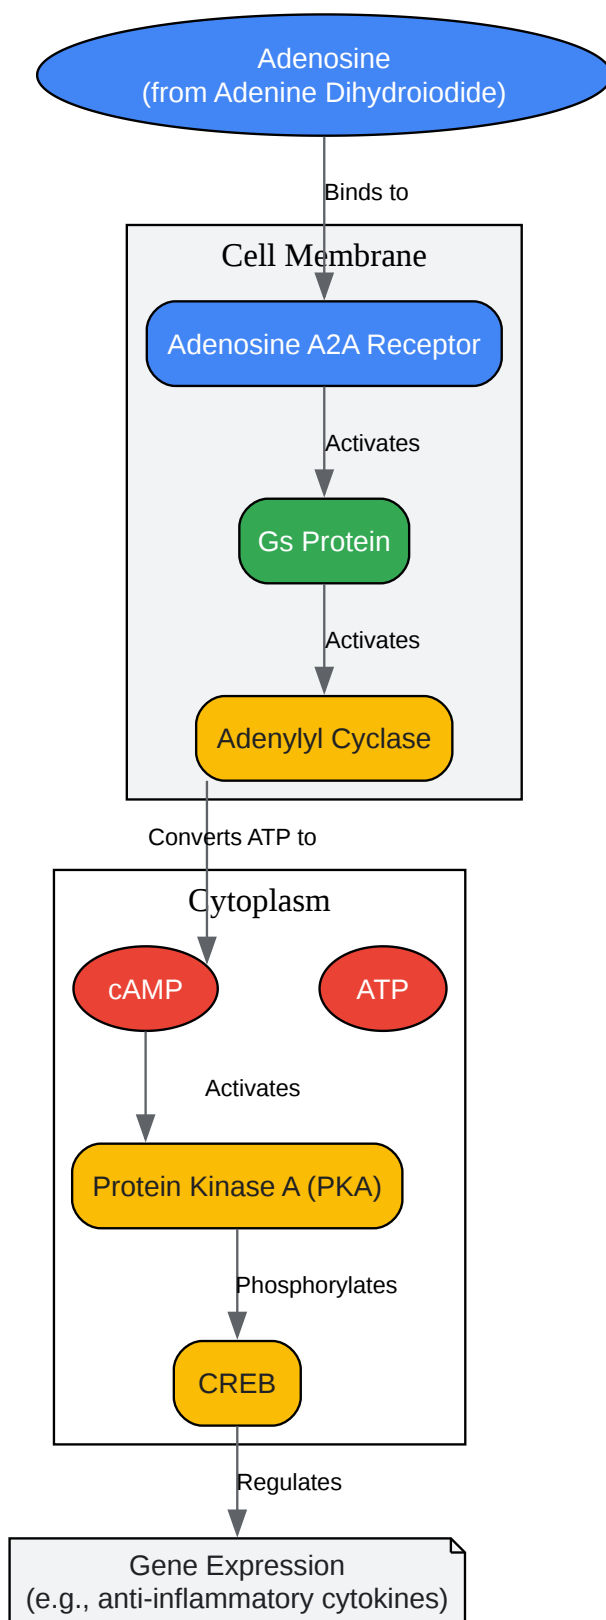 Adenosine
(from Adenine Dihydroiodide)
Binds to
Cell Membrane
Adenosine A2A Receptor
Activates
Gs Protein
Activates
Adenylyl Cyclase
Converts ATP to
Cytoplasm
cAMP
ATP
Activates
Protein Kinase A (PKA)
Phosphorylates
CREB
Regulates
Gene Expression
(e.g., anti-inflammatory cytokines)